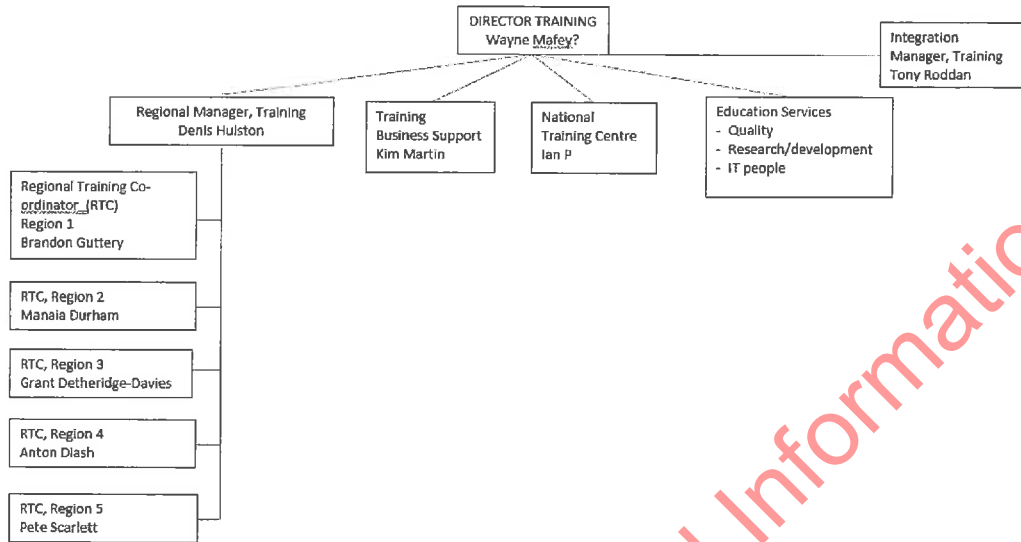 DIRECTOR TRAINING
Wayne Mafey?
Integration
Manager, Training
Tony Roddan
Regional Manager, Training
Denis Hulston
Training
Business Support
Kim Martin
National
Training Centre
Ian P
Education Services
- Quality
- Research/development
- IT people
Regional Training Co-
ordinator (RTC)
Region 1
Brandon Guttery
RTC, Region 2
Manaia Durham
RTC, Region 3
Grant Detheridge-Davies
RTC, Region 4
Anton Dlash
RTC, Region 5
Pete Scarlett